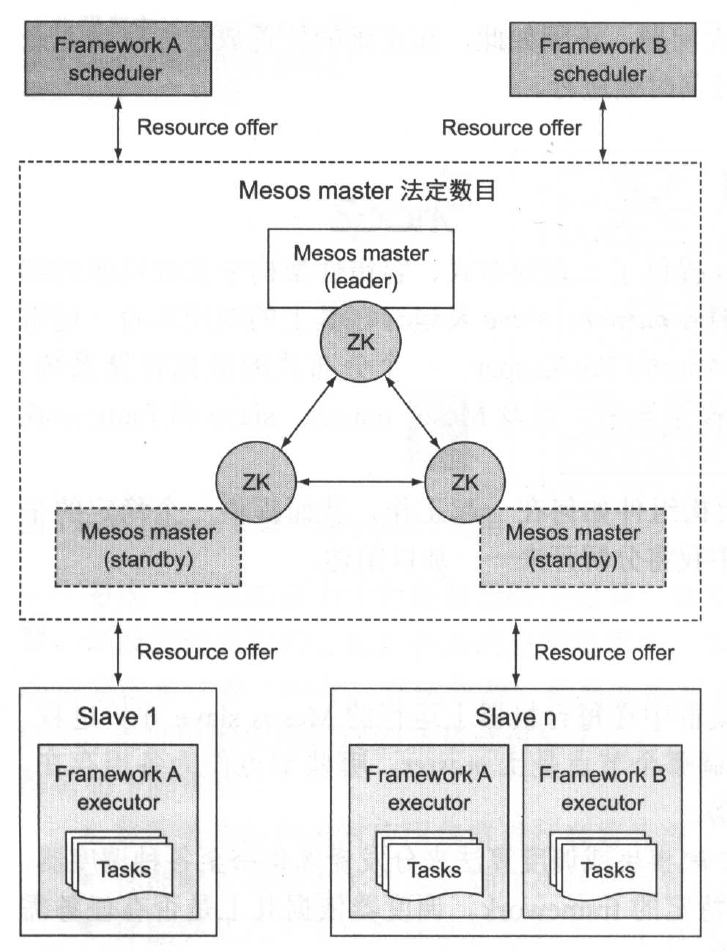 Framework A
scheduler
Framework B
scheduler
Resource offer
Resource offer
Mesos master 法定数目
Mesos master
(leader)
ZK
ZK
ZK
Mesos master
(standby)
Mesos master
(standby)
Resource offer
Resource offer
Slave 1
Slave n
Framework A
executor
Framework A
executor
Framework B
executor
Tasks
Tasks
Tasks